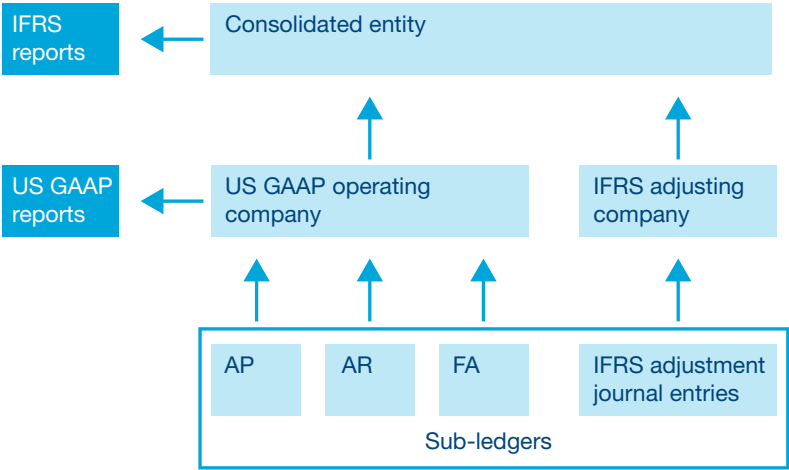 IFRS
reports
Consolidated entity
US GAAP
reports
US GAAP operating
company
IFRS adjusting
company
AP
AR
FA
IFRS adjustment
journal entries
Sub-ledgers